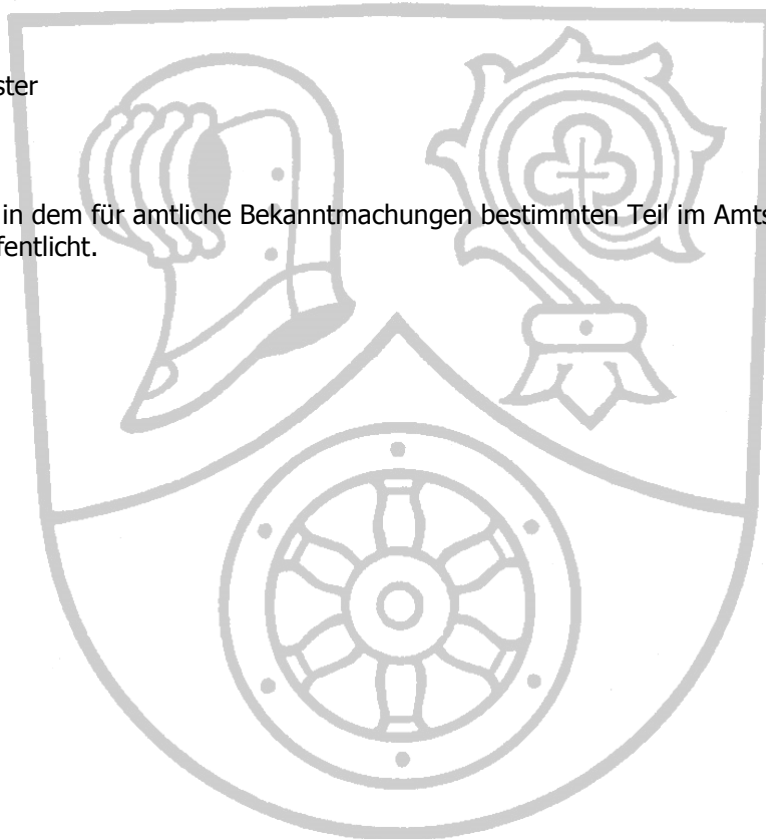 ster
in dem für amtliche Bekanntmachungen bestimmten Teil im Amts
fentlicht.